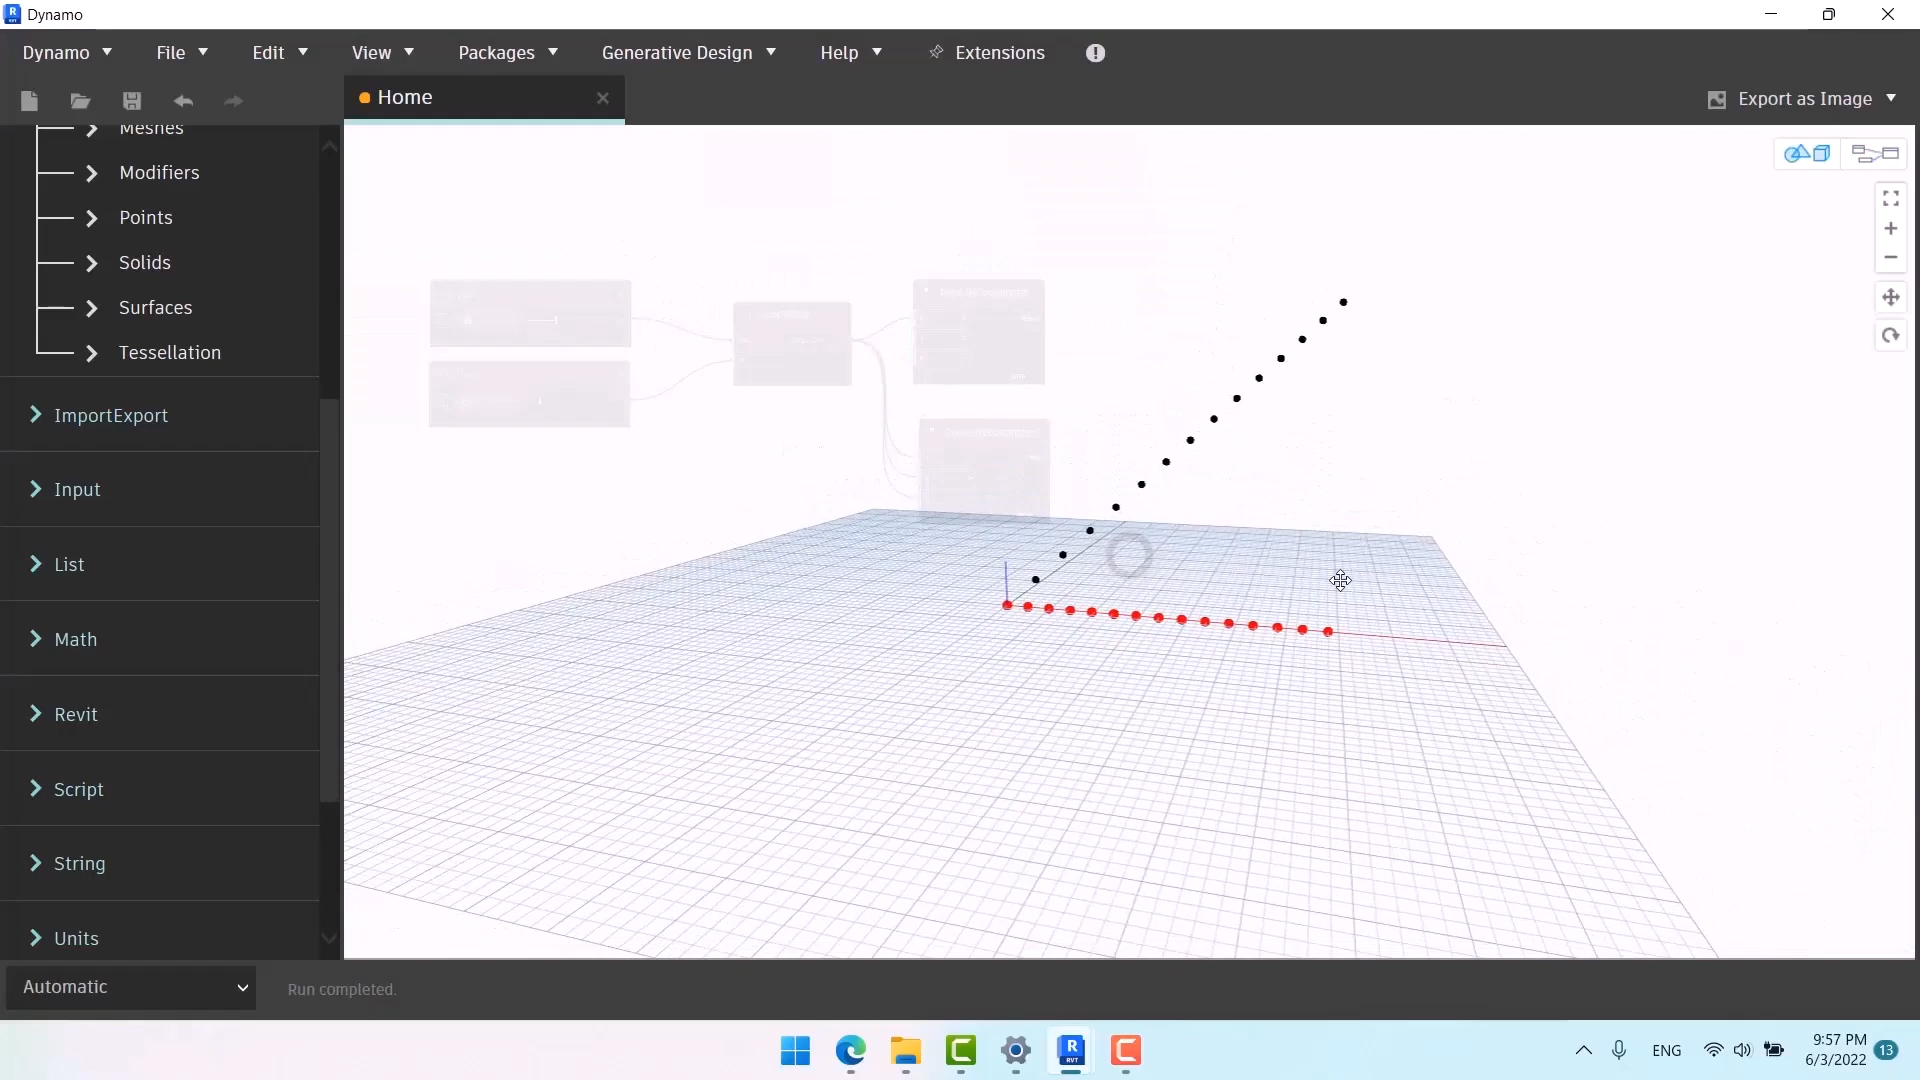 Dynamo
Dynamo File Edit View Packages Generative Design Help Extensions
Home
Export as Image
Meshes
Modifiers
Points
Solids
Surfaces
Tessellation
ImportExport
Input
List
Math
Revit
Script
String
Units
Automatic
Run completed.
R
RVT
ENG
9:57 PM
6/3/2022
13